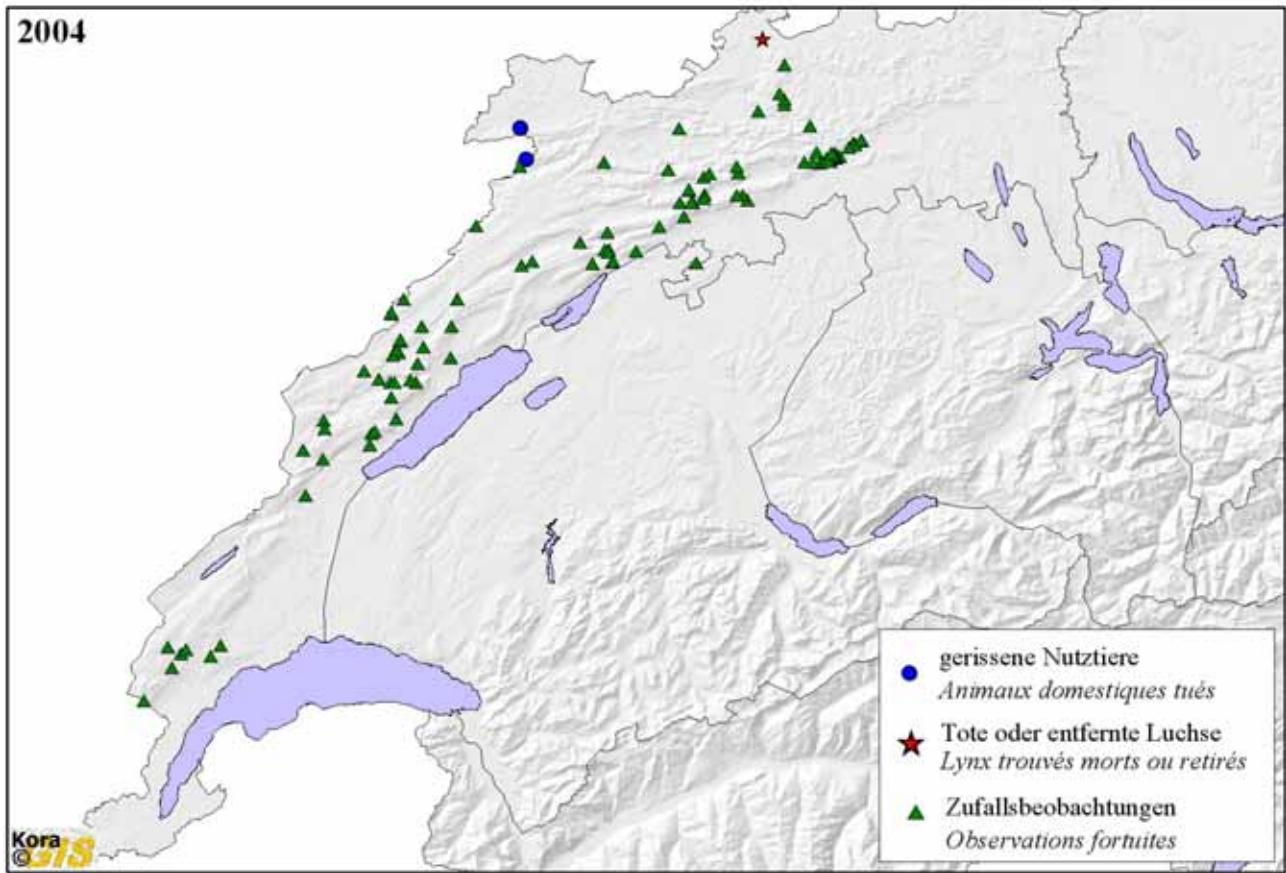 2004
gerissene Nutztiere
Animaux domestiques tués
Tote oder entfernte Luchse
Lynx trouvés morts ou retirés
Zufallsbeobachtungen
Observations fortuites
Kora
© GIS